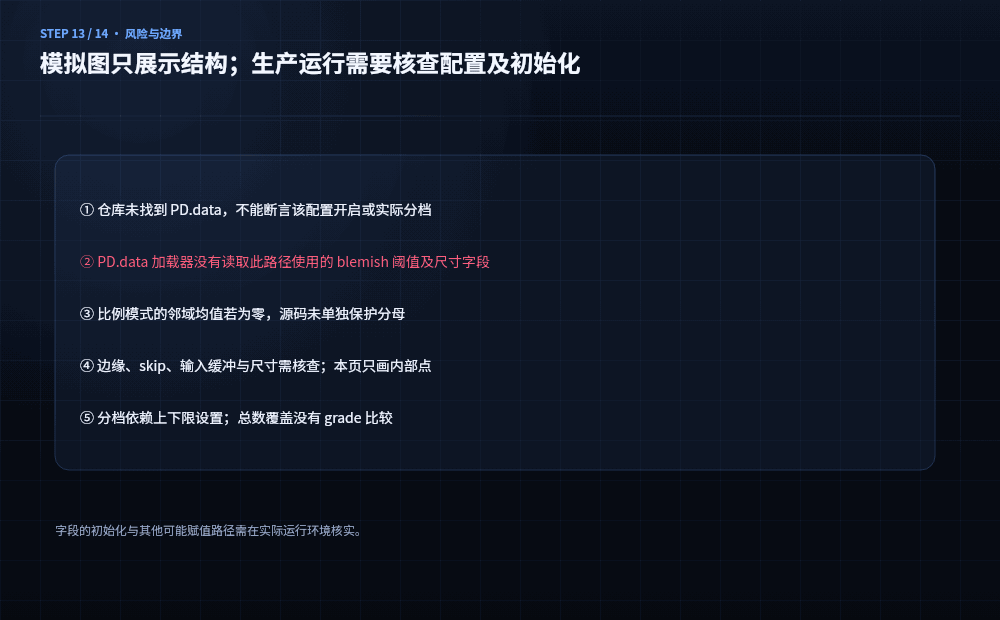 STEP 13 / 14 • 风险与边界
模拟图只展示结构；生产运行需要核查配置及初始化
① 仓库未找到 PD.data，不能断言该配置开启或实际分档
② PD.data 加载器没有读取此路径使用的 blemish 阈值及尺寸字段
③ 比例模式的邻域均值若为零，源码未单独保护分母
④ 边缘、skip、输入缓冲与尺寸需核查；本页只画内部点
⑤ 分档依赖上下限设置；总数覆盖没有 grade 比较
字段的初始化与其他可能赋值路径需在实际运行环境核实。